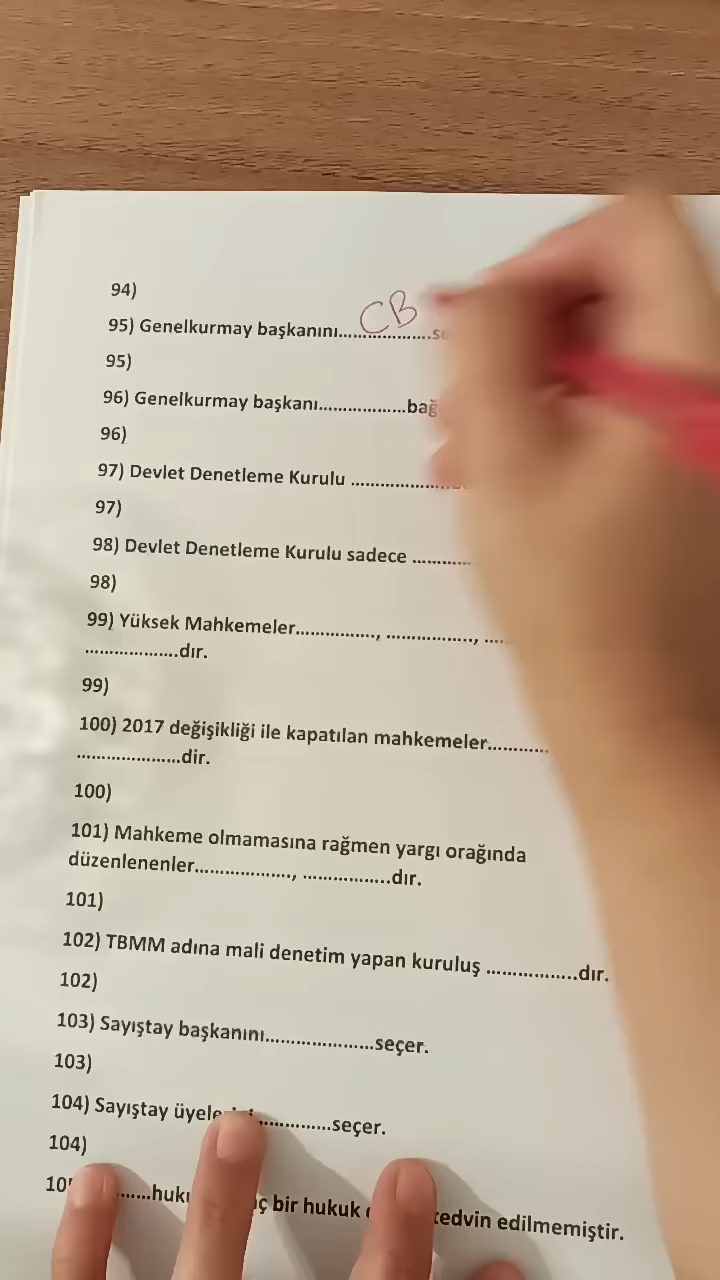 94)
CB
95) Genelkurmay başkanını...................
95)
96) Genelkurmay başkanı..................
96)
97) Devlet Denetleme Kurulu ....................
97)
98) Devlet Denetleme Kurulu sadece ............
98)
99) Yüksek Mahkemeler................, ................., .....
...................dır.
99)
100) 2017 değişikliği ile kapatılan mahkemeler............
.....................dir.
100)
101) Mahkeme olmamasına rağmen yargı orağında
düzenlenenler..................., ..................dır.
101)
102) TBMM adına mali denetim yapan kuruluş ..................dır.
102)
103) Sayıştay başkanını.....................seçer.
103)
104) Sayıştay ..............seçer.
104)
bir hukuk tedvin edilmemiştir.